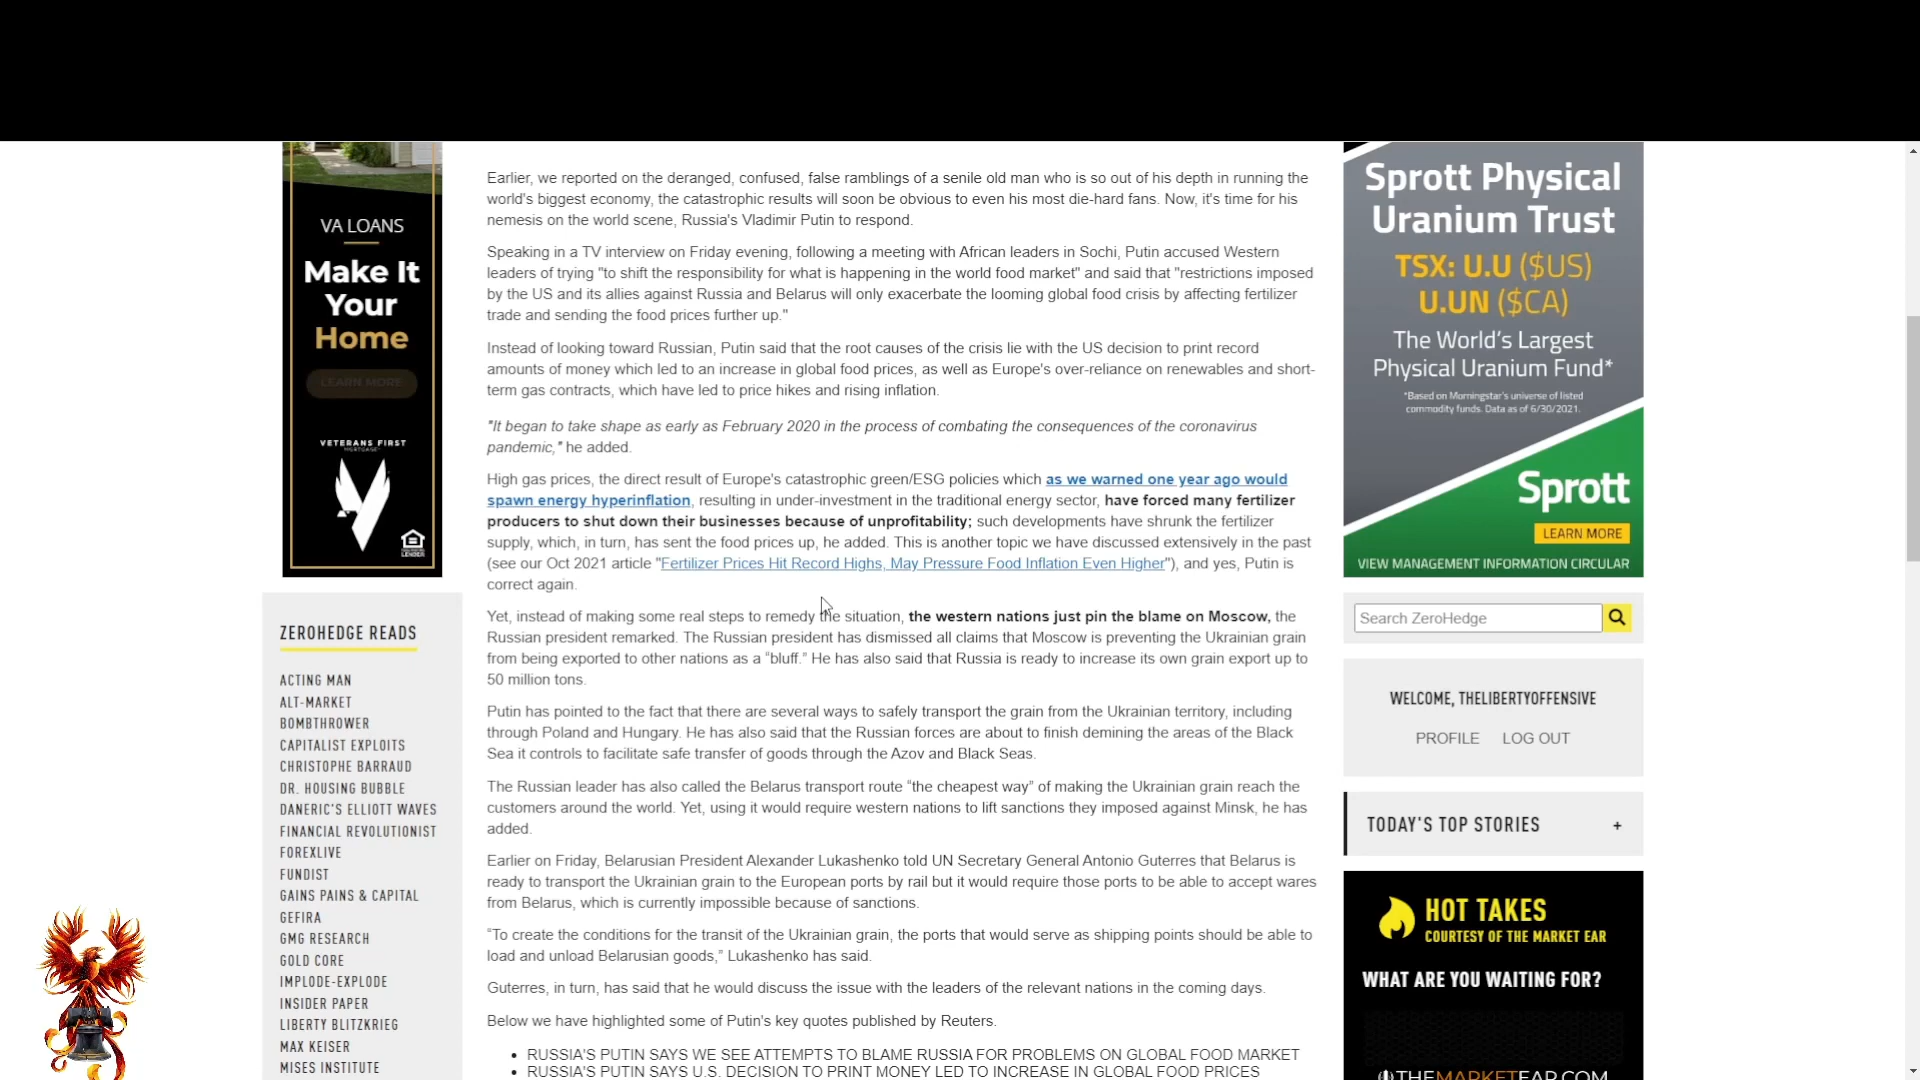 VA LOANS
Make It
Your
Home
LEARN MORE
VETERANS FIRST
MORTGAGE
ZEROHEDGE READS
ACTING MAN
ALT-MARKET
BOMBTHROWER
CAPITALIST EXPLOITS
CHRISTOPHE BARRAUD
DR. HOUSING BUBBLE
DANERIC'S ELLIOTT WAVES
FINANCIAL REVOLUTIONIST
FOREXLIVE
FUNDIST
GAINS PAINS & CAPITAL
GEFIRA
GMG RESEARCH
GOLD CORE
IMPLODE-EXPLODE
INSIDER PAPER
LIBERTY BLITZKRIEG
MAX KEISER
MISES INSTITUTE
Earlier, we reported on the deranged, confused, false ramblings of a senile old man who is so out of his depth in running the
world's biggest economy, the catastrophic results will soon be obvious to even his most die-hard fans. Now, it's time for his
nemesis on the world scene, Russia's Vladimir Putin to respond.
Speaking in a TV interview on Friday evening, following a meeting with African leaders in Sochi, Putin accused Western
leaders of trying "to shift the responsibility for what is happening in the world food market" and said that "restrictions imposed
by the US and its allies against Russia and Belarus will only exacerbate the looming global food crisis by affecting fertilizer
trade and sending the food prices further up."
Instead of looking toward Russian, Putin said that the root causes of the crisis lie with the US decision to print record
amounts of money which led to an increase in global food prices, as well as Europe's over-reliance on renewables and short-
term gas contracts, which have led to price hikes and rising inflation.
"It began to take shape as early as February 2020 in the process of combating the consequences of the coronavirus
pandemic," he added.
High gas prices, the direct result of Europe's catastrophic green/ESG policies which as we warned one year ago would
spawn energy hyperinflation, resulting in under-investment in the traditional energy sector, have forced many fertilizer
producers to shut down their businesses because of unprofitability; such developments have shrunk the fertilizer
supply, which, in turn, has sent the food prices up, he added. This is another topic we have discussed extensively in the past
(see our Oct 2021 article "Fertilizer Prices Hit Record Highs, May Pressure Food Inflation Even Higher"), and yes, Putin is
correct again.
Yet, instead of making some real steps to remedy the situation, the western nations just pin the blame on Moscow, the
Russian president remarked. The Russian president has dismissed all claims that Moscow is preventing the Ukrainian grain
from being exported to other nations as a “bluff.” He has also said that Russia is ready to increase its own grain export up to
50 million tons.
Putin has pointed to the fact that there are several ways to safely transport the grain from the Ukrainian territory, including
through Poland and Hungary. He has also said that the Russian forces are about to finish demining the areas of the Black
Sea it controls to facilitate safe transfer of goods through the Azov and Black Seas.
The Russian leader has also called the Belarus transport route “the cheapest way” of making the Ukrainian grain reach the
customers around the world. Yet, using it would require western nations to lift sanctions they imposed against Minsk, he has
added.
Earlier on Friday, Belarusian President Alexander Lukashenko told UN Secretary General Antonio Guterres that Belarus is
ready to transport the Ukrainian grain to the European ports by rail but it would require those ports to be able to accept wares
from Belarus, which is currently impossible because of sanctions.
“To create the conditions for the transit of the Ukrainian grain, the ports that would serve as shipping points should be able to
load and unload Belarusian goods,” Lukashenko has said.
Guterres, in turn, has said that he would discuss the issue with the leaders of the relevant nations in the coming days.
Below we have highlighted some of Putin's key quotes published by Reuters.
• RUSSIA'S PUTIN SAYS WE SEE ATTEMPTS TO BLAME RUSSIA FOR PROBLEMS ON GLOBAL FOOD MARKET
• RUSSIA'S PUTIN SAYS U.S. DECISION TO PRINT MONEY LED TO INCREASE IN GLOBAL FOOD PRICES
Sprott Physical
Uranium Trust
TSX: U.U ($US)
U.UN ($CA)
The World's Largest
Physical Uranium Fund*
*Based on Morningstar's universe of listed
commodity funds. Data as of 6/30/2021.
Sprott
LEARN MORE
VIEW MANAGEMENT INFORMATION CIRCULAR
Search ZeroHedge
WELCOME, THELIBERTYOFFENSIVE
PROFILE LOG OUT
TODAY'S TOP STORIES +
HOT TAKES
COURTESY OF THE MARKET EAR
WHAT ARE YOU WAITING FOR?
THEMARKETEAR.COM